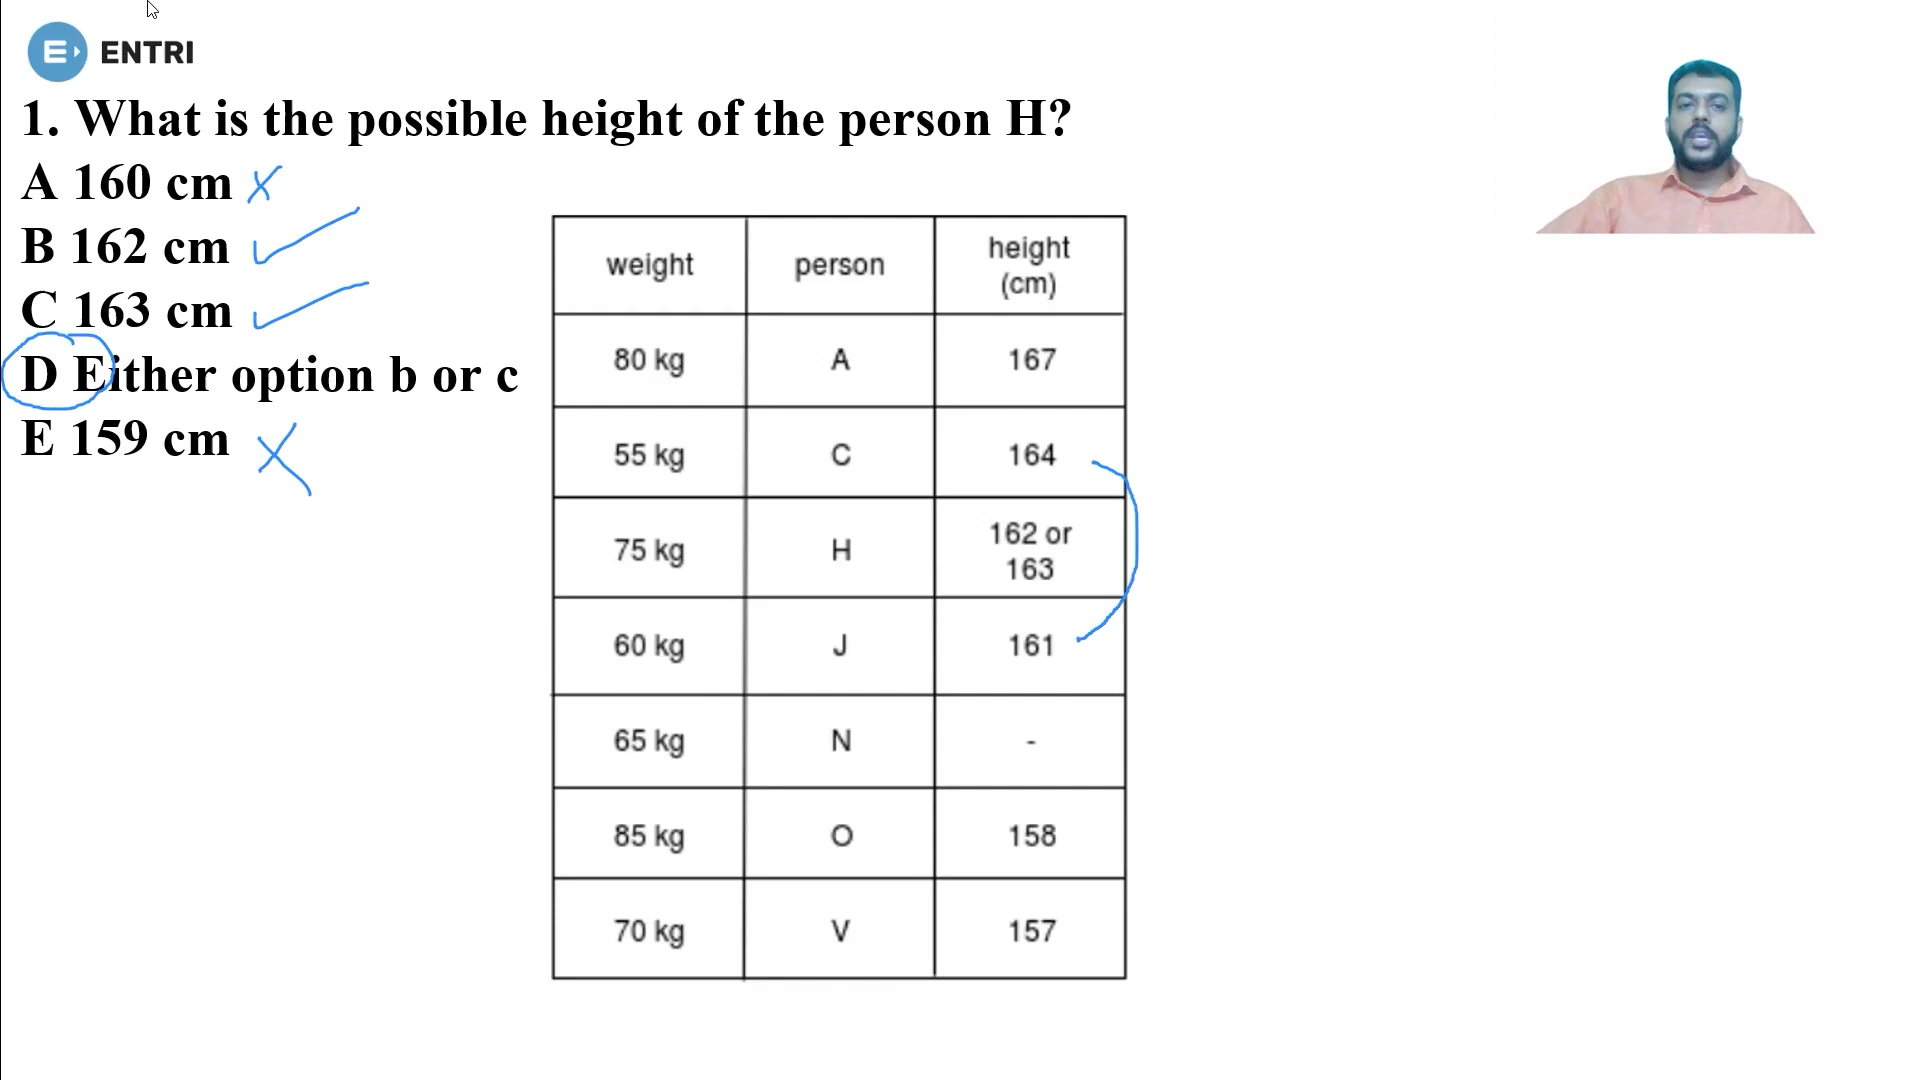 ENTRI
1. What is the possible height of the person H?
A 160 cm
B 162 cm
C 163 cm
D Either option b or c
E 159 cm
weight person height (cm)
80 kg A 167
55 kg C 164
75 kg H 162 or 163
60 kg J 161
65 kg N -
85 kg O 158
70 kg V 157